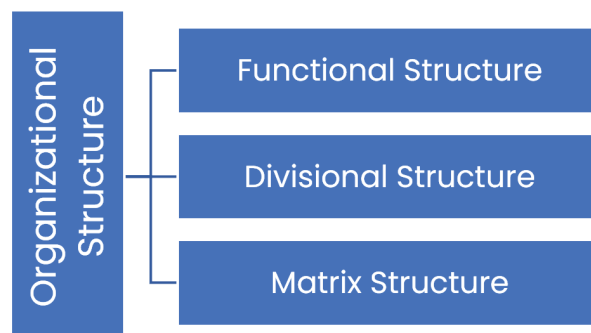 Organizational
Structure
Functional Structure
Divisional Structure
Matrix Structure